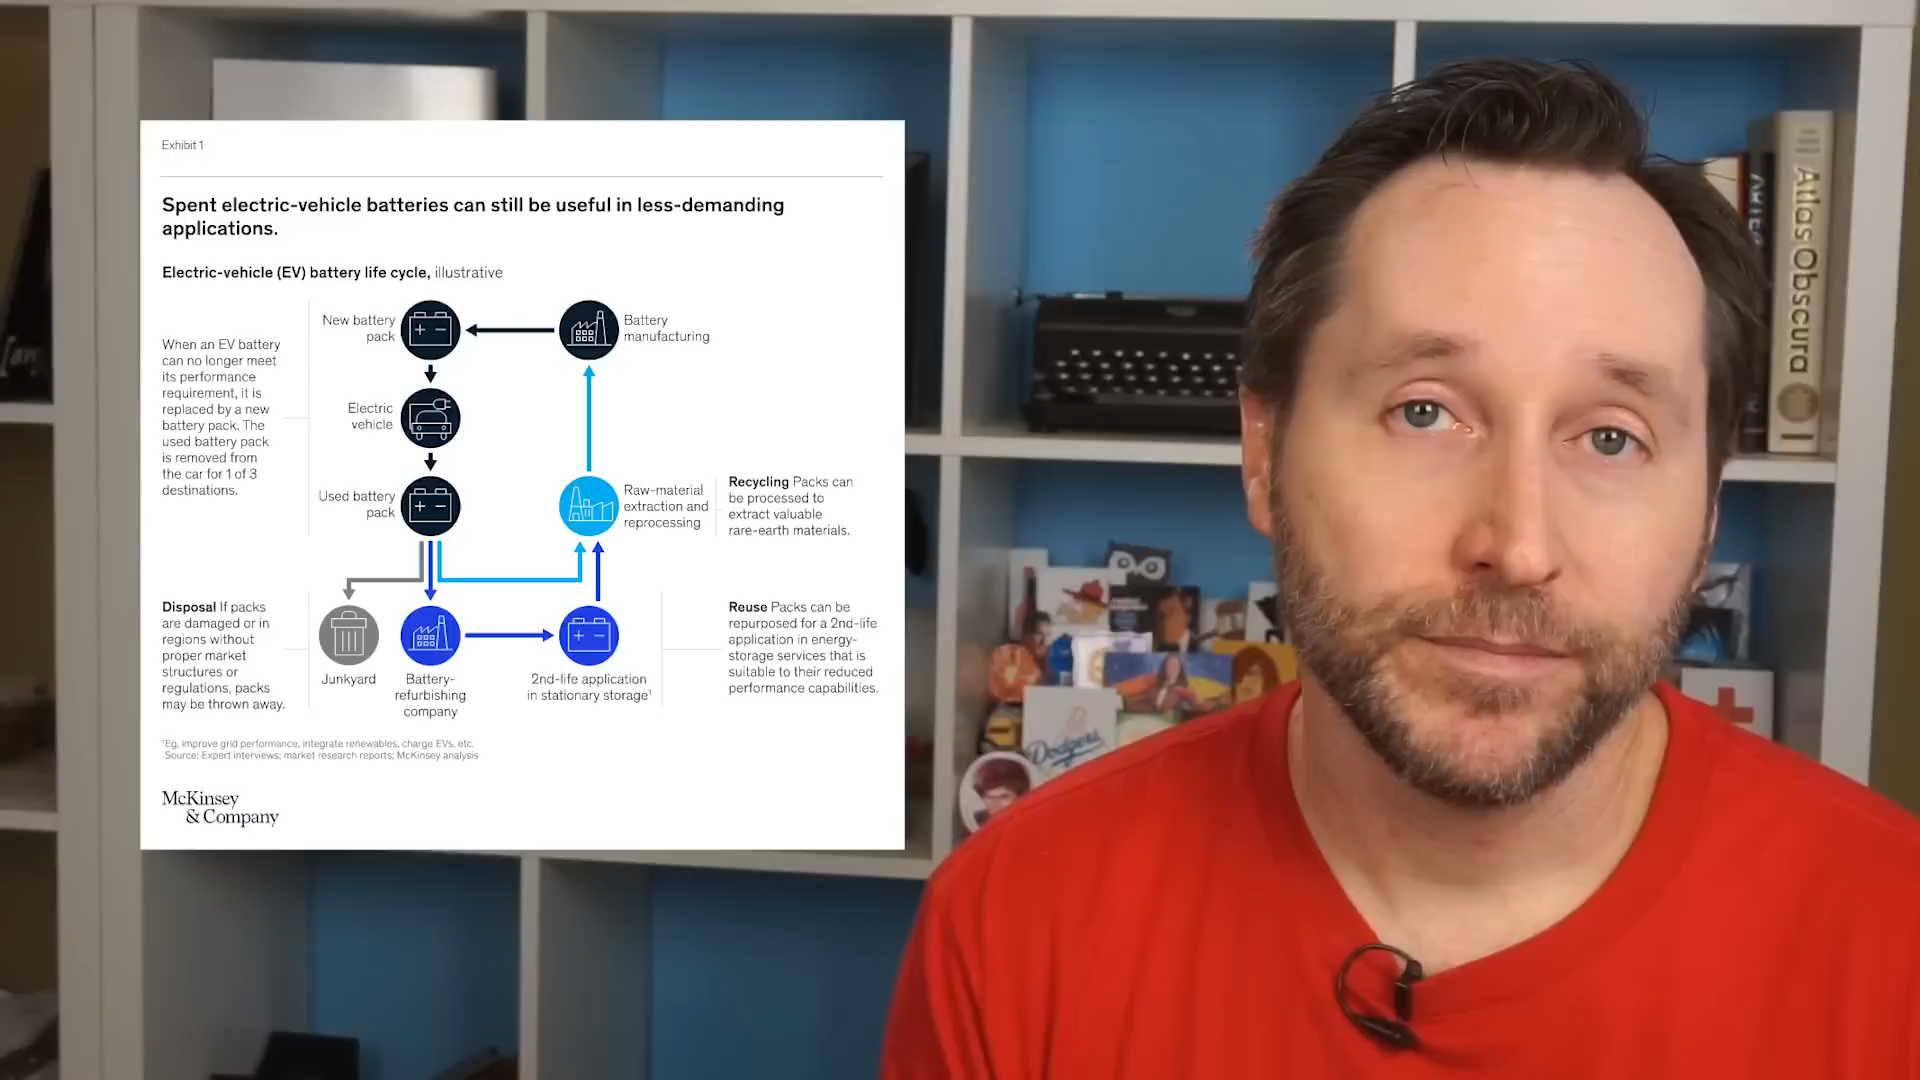 Exhibit 1
Spent electric-vehicle batteries can still be useful in less-demanding
applications.
Electric-vehicle (EV) battery life cycle, illustrative
New battery
pack
Battery
manufacturing
When an EV battery
can no longer meet
its performance
requirement, it is
replaced by a new
battery pack. The
used battery pack
is removed from
the car for 1 of 3
destinations.
Electric
vehicle
Used battery
pack
Raw-material
extraction and
reprocessing
Recycling Packs can
be processed to
extract valuable
rare-earth materials.
Disposal If packs
are damaged or in
regions without
proper market
structures or
regulations, packs
may be thrown away.
Junkyard
Battery-
refurbishing
company
2nd-life application
in stationary storage¹
Reuse Packs can be
repurposed for a 2nd-life
application in energy-
storage services that is
suitable to their reduced
performance capabilities.
¹Eg, improve grid performance, integrate renewables, charge EVs, etc.
Source: Expert interviews; market research reports; McKinsey analysis
McKinsey
& Company
Atlas Obscura
Dodgers